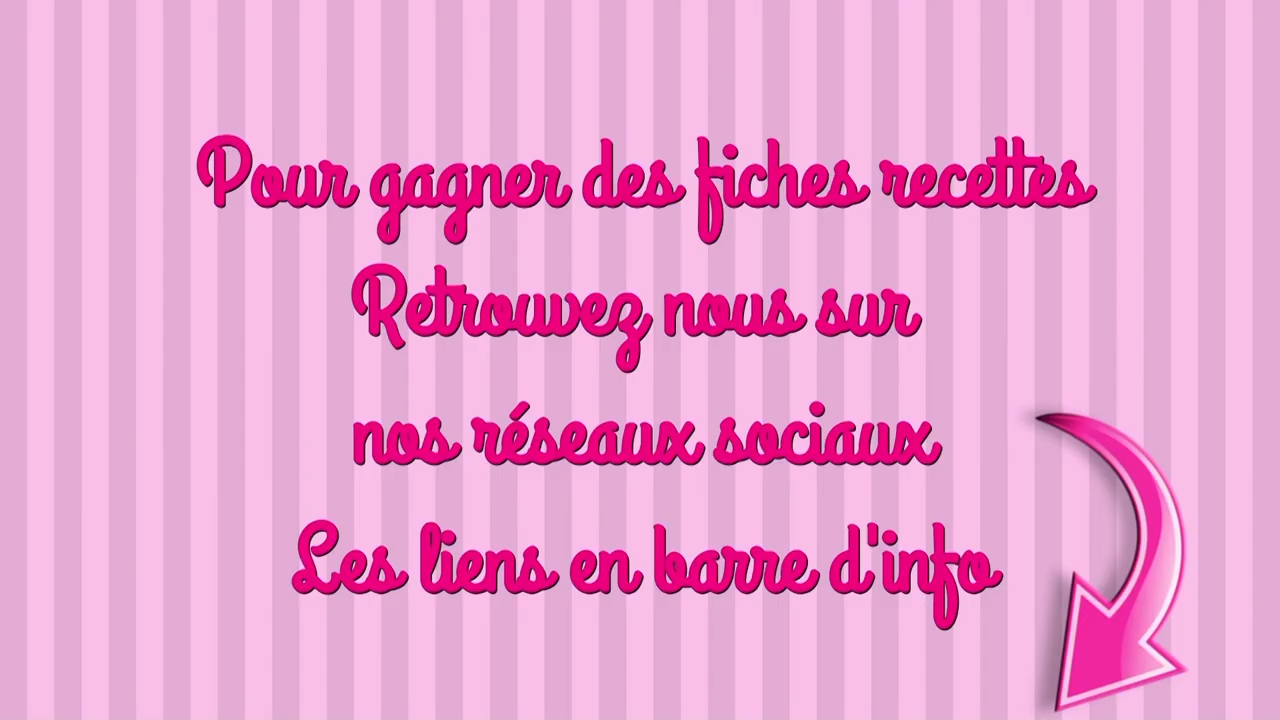 Pour gagner des fiches recettes
Retrouvez nous sur
nos réseaux sociaux
Les liens en barre d'info